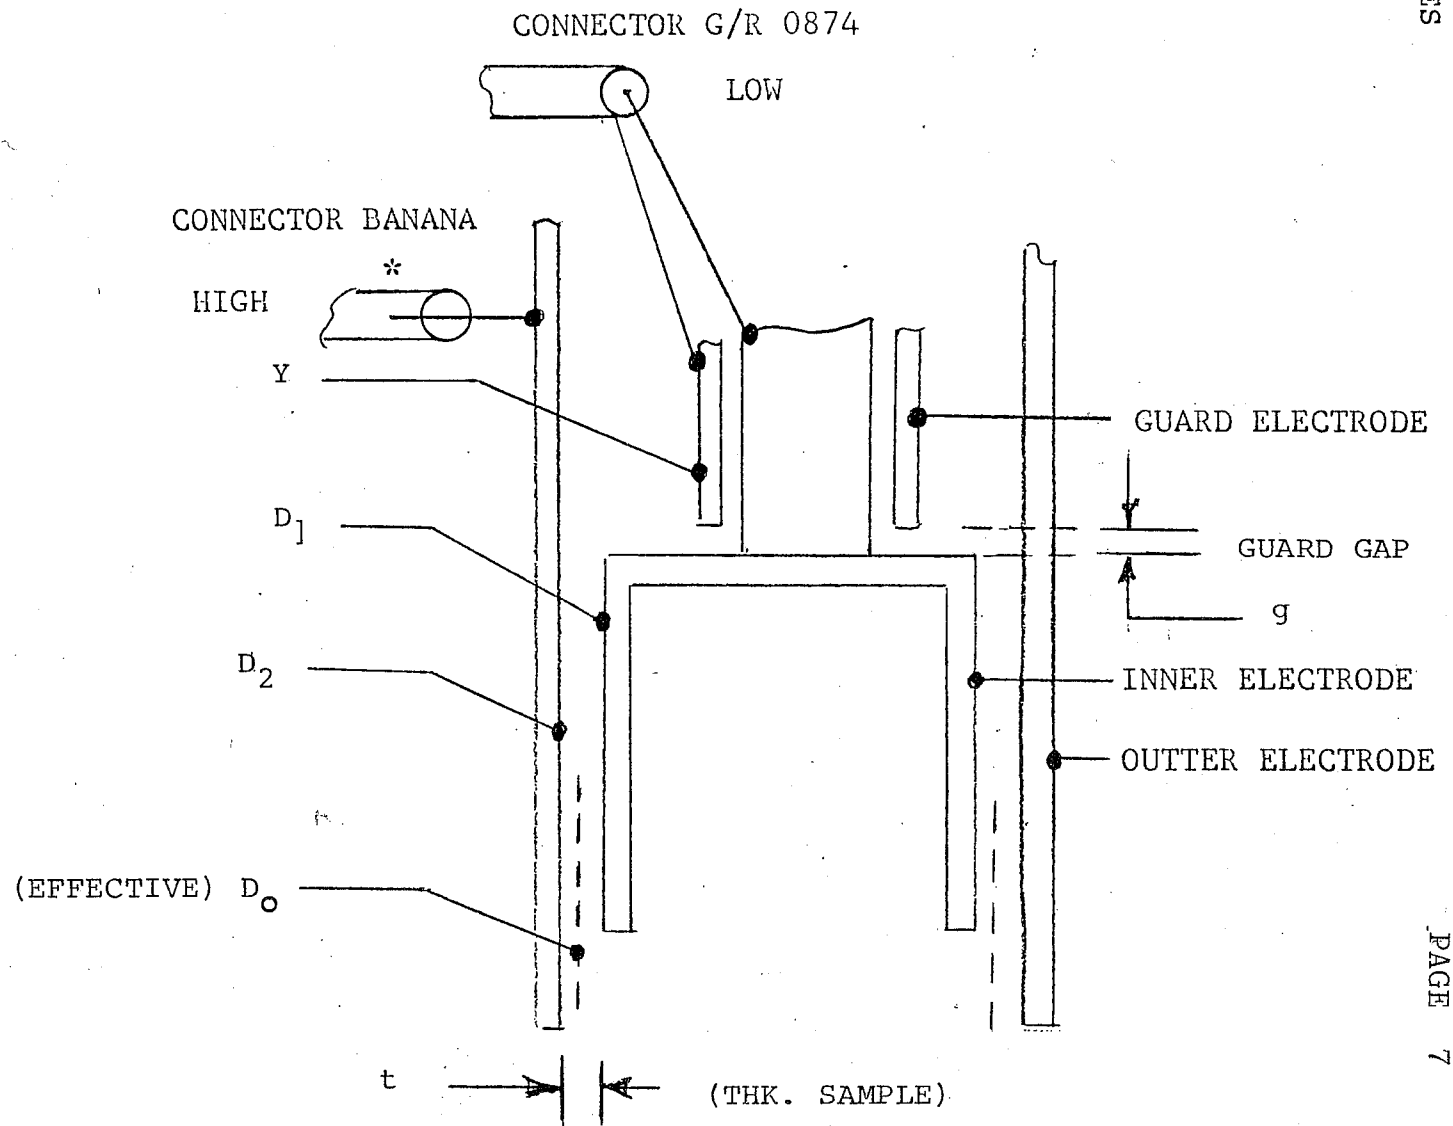 ES
CONNECTOR G/R 0874
LOW
CONNECTOR BANANA
*
HIGH
Y
GUARD ELECTRODE
D1
GUARD GAP
g
D2
INNER ELECTRODE
OUTTER ELECTRODE
(EFFECTIVE) Do
t
(THK. SAMPLE)
PAGE 7